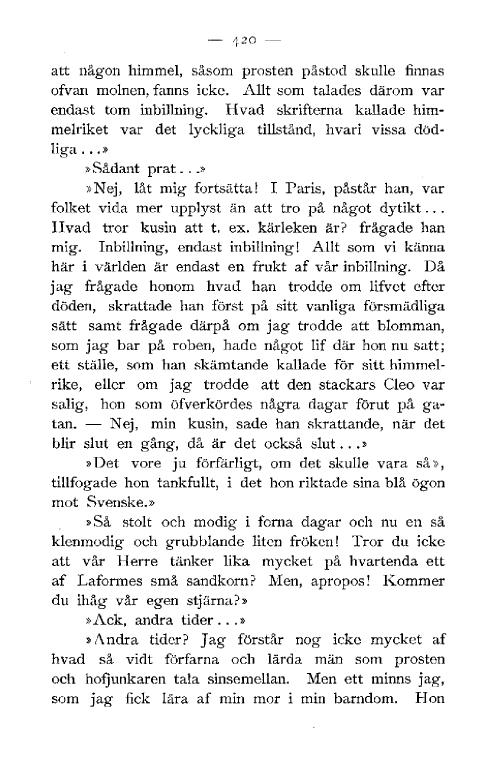 — 420 —
att någon himmel, såsom prosten påstod skulle finnas
ofvan molnen, fanns icke. Allt som talades därom var
endast tom inbillning. Hvad skrifterna kallade him-
melriket var det lyckliga tillstånd, hvari vissa död-
liga . . .»
»Sådant prat . . .»
»Nej, låt mig fortsätta! I Paris, påstår han, var
folket vida mer upplyst än att tro på något dylikt . . .
Hvad tror kusin att t. ex. kärleken är? frågade han
mig. Inbillning, endast inbillning! Allt som vi känna
här i världen är endast en frukt af vår inbillning. Då
jag frågade honom hvad han trodde om lifvet efter
döden, skrattade han först på sitt vanliga försmädliga
sätt samt frågade därpå om jag trodde att blomman,
som jag bar på roben, hade något lif där hon nu satt;
ett ställe, som han skämtande kallade för sitt himmel-
rike, eller om jag trodde att den stackars Cleo var
salig, hon som öfverkördes några dagar förut på ga-
tan. — Nej, min kusin, sade han skrattande, när det
blir slut en gång, då är det också slut . . .»
»Det vore ju förfärligt, om det skulle vara så»,
tillfogade hon tankfullt, i det hon riktade sina blå ögon
mot Svenske.»
»Så stolt och modig i forna dagar och nu en så
klenmodig och grubblande liten fröken! Tror du icke
att vår Herre tänker lika mycket på hvartenda ett
af Laformes små sandkorn? Men, apropos! Kommer
du ihåg vår egen stjärna?»
»Ack, andra tider . . .»
»Andra tider? Jag förstår nog icke mycket af
hvad så vidt förfarna och lärda män som prosten
och hofjunkaren tala sinsemellan. Men ett minns jag,
som jag fick lära af min mor i min barndom. Hon